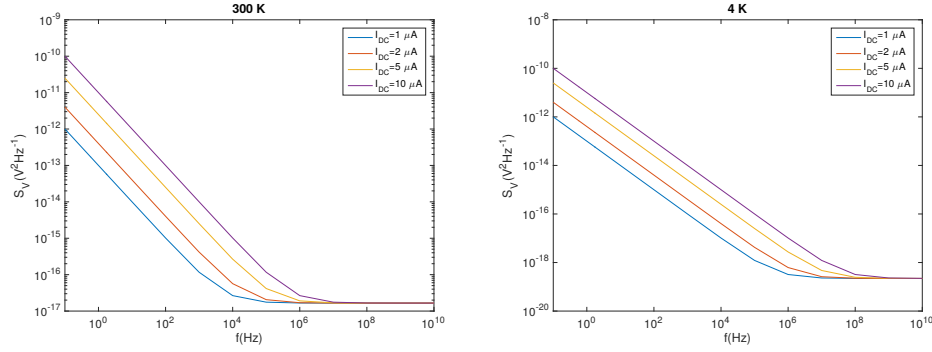 300 K
I_DC=1 μA
I_DC=2 μA
I_DC=5 μA
I_DC=10 μA
10^-9
10^-10
10^-11
10^-12
10^-13
10^-14
10^-15
10^-16
10^-17
S_V(V^2Hz^-1)
10^0
10^2
10^4
10^6
10^8
10^10
f(Hz)
4 K
I_DC=1 μA
I_DC=2 μA
I_DC=5 μA
I_DC=10 μA
10^-8
10^-10
10^-12
10^-14
10^-16
10^-18
10^-20
S_V(V^2Hz^-1)
10^0
10^2
10^4
10^6
10^8
10^10
f(Hz)